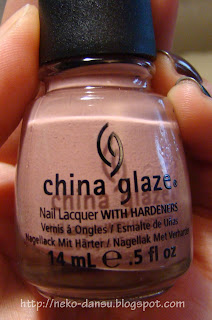 china glaze®
Nail Lacquer WITH HARDENERS
Vernis à Ongles / Esmalte de Uñas
Nagellack Mit Härter / Nagellak Met Verharder
14 mL ℮ .5 fl oz
http://neko-dansu.blogspot.com